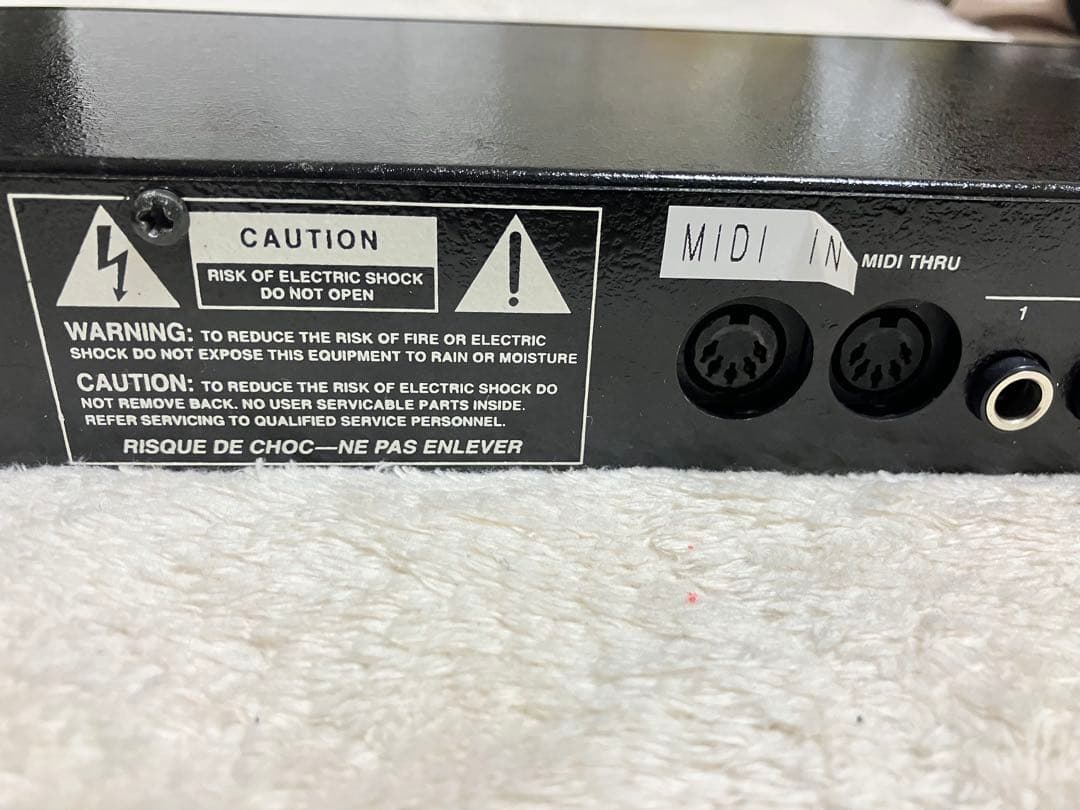 CAUTION
RISK OF ELECTRIC SHOCK
DO NOT OPEN
WARNING: TO REDUCE THE RISK OF FIRE OR ELECTRIC
SHOCK DO NOT EXPOSE THIS EQUIPMENT TO RAIN OR MOISTURE
CAUTION: TO REDUCE THE RISK OF ELECTRIC SHOCK DO
NOT REMOVE BACK. NO USER SERVICABLE PARTS INSIDE.
REFER SERVICING TO QUALIFIED SERVICE PERSONNEL.
RISQUE DE CHOC—NE PAS ENLEVER
MIDI IN
MIDI THRU
1